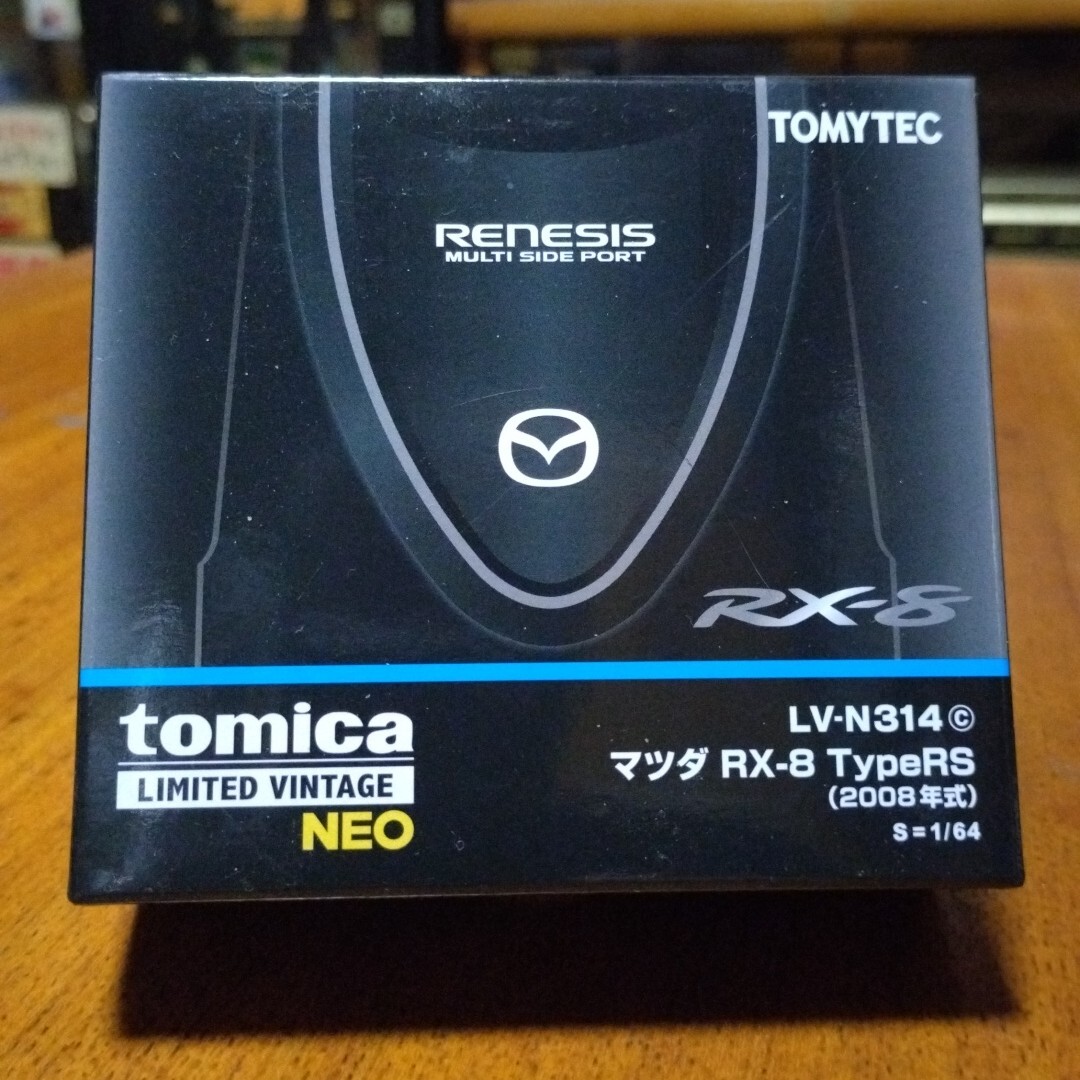 TOMYTEC
RENESIS
MULTI SIDE PORT
RX-8
tomica
LIMITED VINTAGE
NEO
LV-N314 ©
マツダ RX-8 TypeRS
(2008年式)
S=1/64